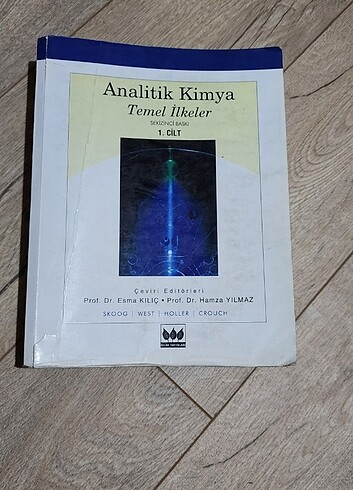 Analitik Kimya
Temel İlkeler
SEKİZİNCİ BASKI
1. CİLT
Çeviri Editörleri
Prof. Dr. Esma KILIÇ • Prof. Dr. Hamza YILMAZ
SKOOG | WEST | HOLLER | CROUCH